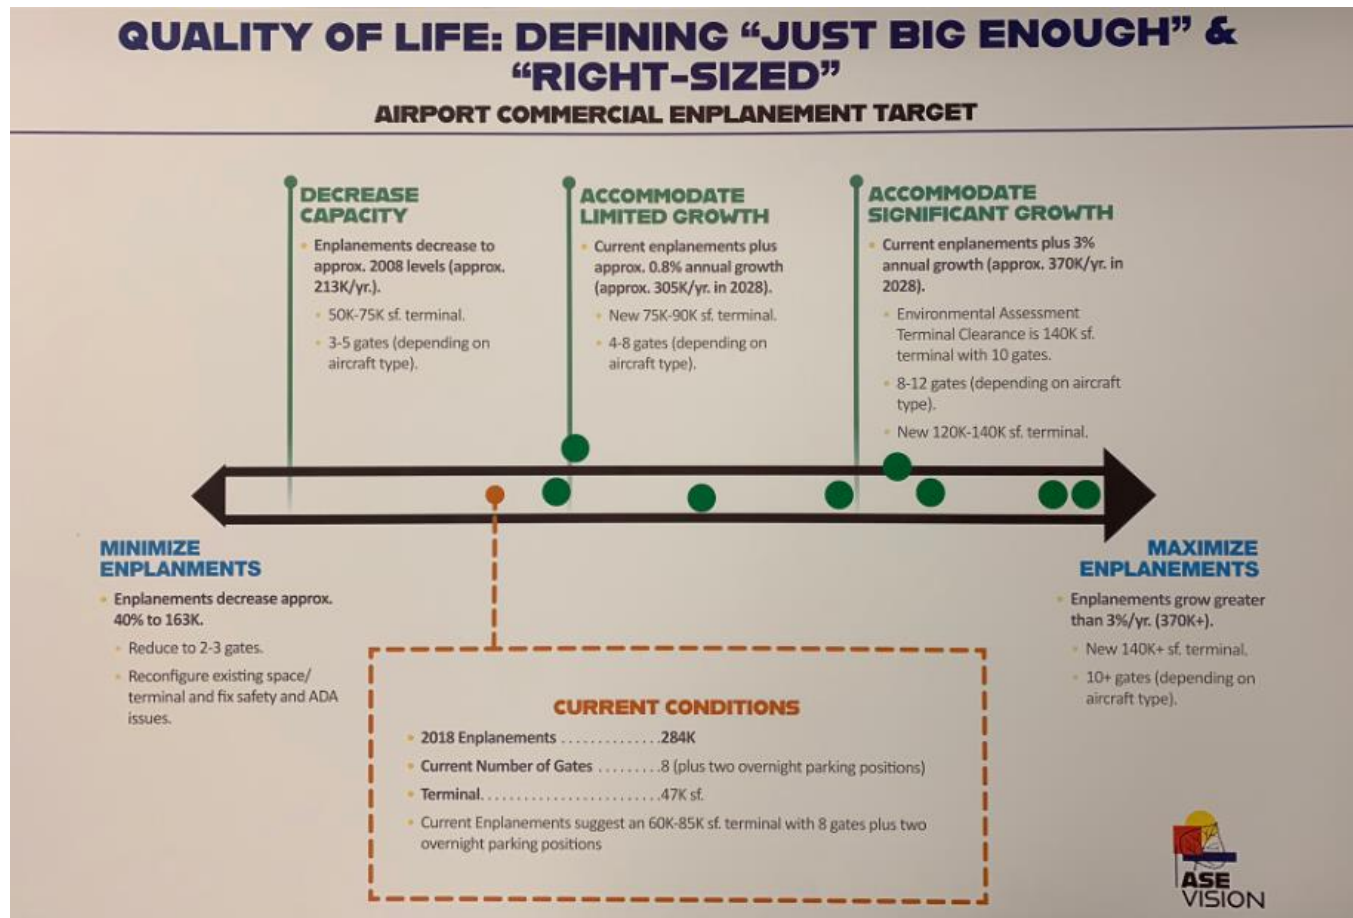 QUALITY OF LIFE: DEFINING “JUST BIG ENOUGH” &
“RIGHT-SIZED”
AIRPORT COMMERCIAL ENPLANEMENT TARGET
DECREASE
CAPACITY
Enplanements decrease to
approx. 2008 levels (approx.
213K/yr.).
50K-75K sf. terminal.
3-5 gates (depending on
aircraft type).
ACCOMMODATE
LIMITED GROWTH
Current enplanements plus
approx. 0.8% annual growth
(approx. 305K/yr. in 2028).
New 75K-90K sf. terminal.
4-8 gates (depending on
aircraft type).
ACCOMMODATE
SIGNIFICANT GROWTH
Current enplanements plus 3%
annual growth (approx. 370K/yr. in
2028).
Environmental Assessment
Terminal Clearance is 140K sf.
terminal with 10 gates.
8-12 gates (depending on aircraft
type).
New 120K-140K sf. terminal.
MINIMIZE
ENPLANMENTS
Enplanements decrease approx.
40% to 163K.
Reduce to 2-3 gates.
Reconfigure existing space/
terminal and fix safety and ADA
issues.
MAXIMIZE
ENPLANEMENTS
Enplanements grow greater
than 3%/yr. (370K+).
New 140K+ sf. terminal.
10+ gates (depending on
aircraft type).
CURRENT CONDITIONS
2018 Enplanements . . . . . . . . . . . . . .284K
Current Number of Gates . . . . . . . . .8 (plus two overnight parking positions)
Terminal. . . . . . . . . . . . . . . . . . . . . . . . .47K sf.
Current Enplanements suggest an 60K-85K sf. terminal with 8 gates plus two
overnight parking positions
ASE
VISION